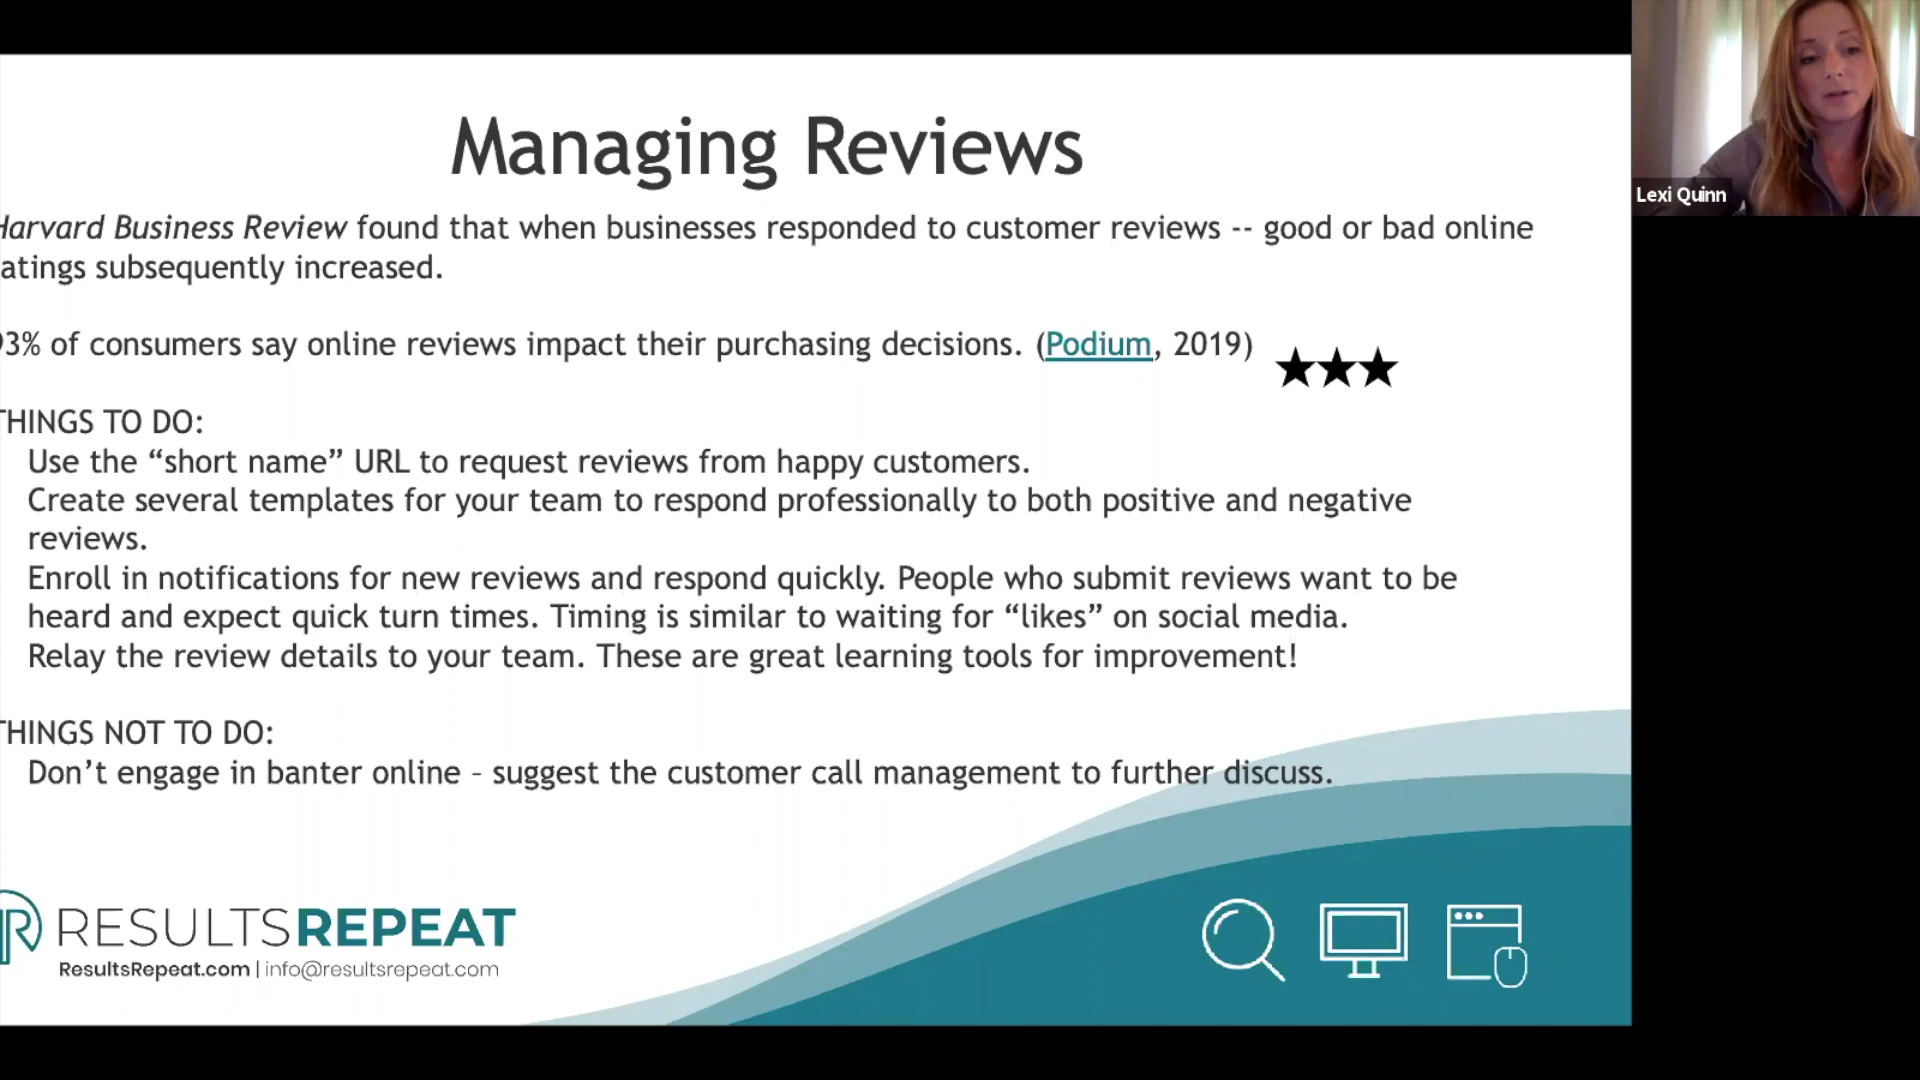 Managing Reviews
Lexi Quinn
Harvard Business Review found that when businesses responded to customer reviews -- good or bad online
atings subsequently increased.
93% of consumers say online reviews impact their purchasing decisions. (Podium, 2019)
THINGS TO DO:
Use the “short name” URL to request reviews from happy customers.
Create several templates for your team to respond professionally to both positive and negative
reviews.
Enroll in notifications for new reviews and respond quickly. People who submit reviews want to be
heard and expect quick turn times. Timing is similar to waiting for “likes” on social media.
Relay the review details to your team. These are great learning tools for improvement!
THINGS NOT TO DO:
Don’t engage in banter online – suggest the customer call management to further discuss.
RESULTSREPEAT
ResultsRepeat.com | info@resultsrepeat.com